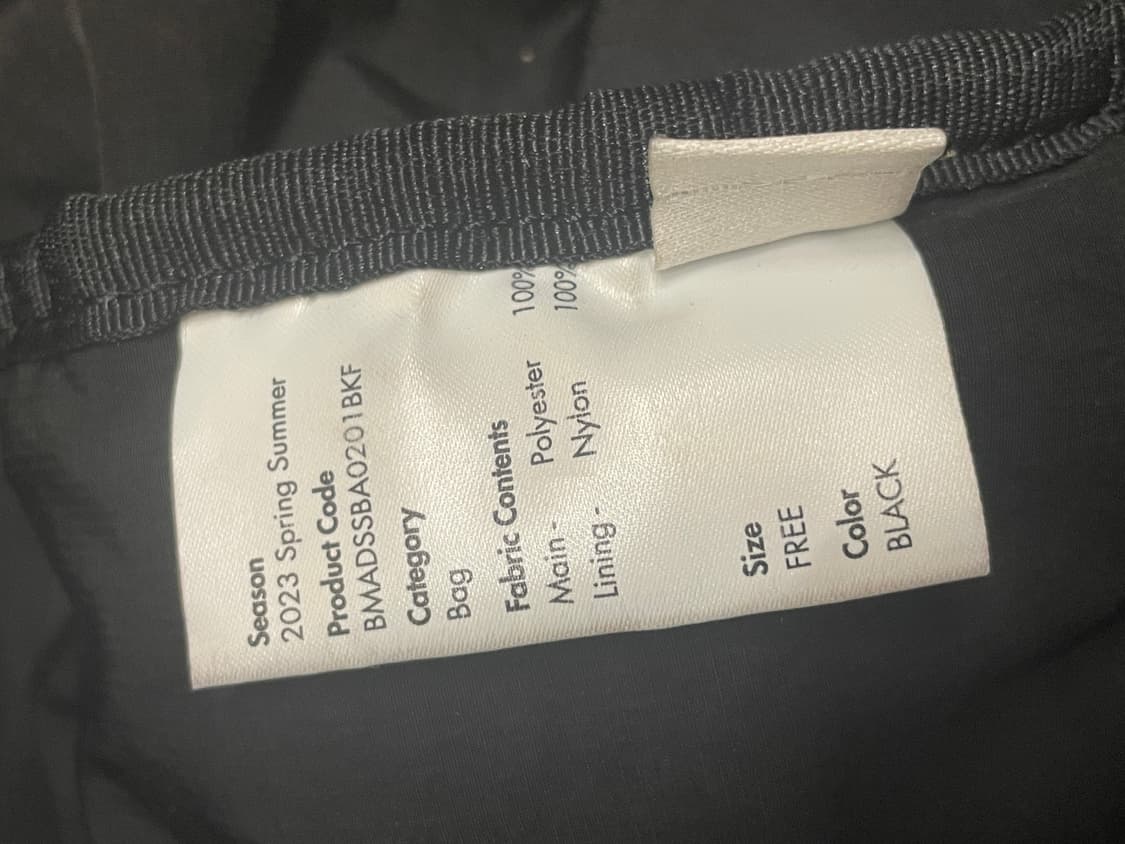 Season
2023 Spring Summer
Product Code
BMADSSBA0201BKF
Category
Bag
Fabric Contents
Main - Polyester 100%
Lining - Nylon 100%
Size
FREE
Color
BLACK